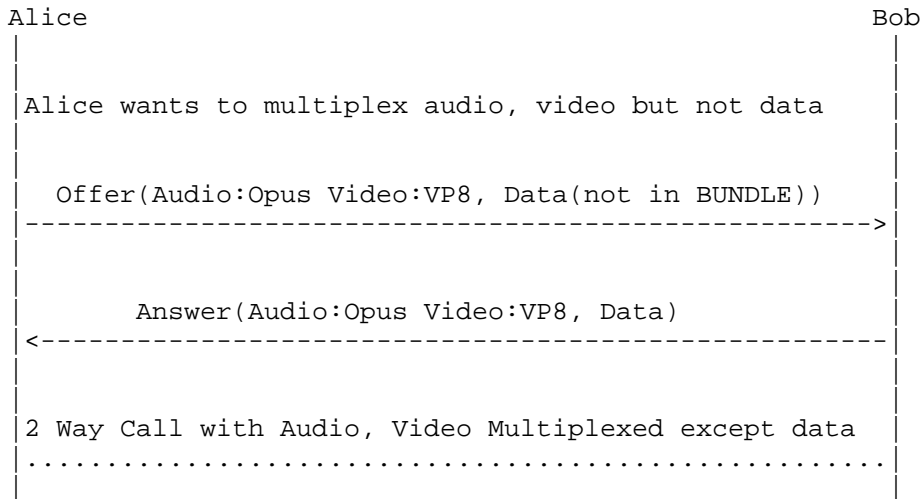 Alice Bob
Alice wants to multiplex audio, video but not data
Offer(Audio:Opus Video:VP8, Data(not in BUNDLE))
Answer(Audio:Opus Video:VP8, Data)
2 Way Call with Audio, Video Multiplexed except data